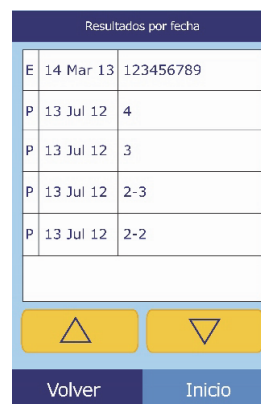 Resultados por fecha
E 14 Mar 13 123456789
P 13 Jul 12 4
P 13 Jul 12 3
P 13 Jul 12 2-3
P 13 Jul 12 2-2
Volver Inicio